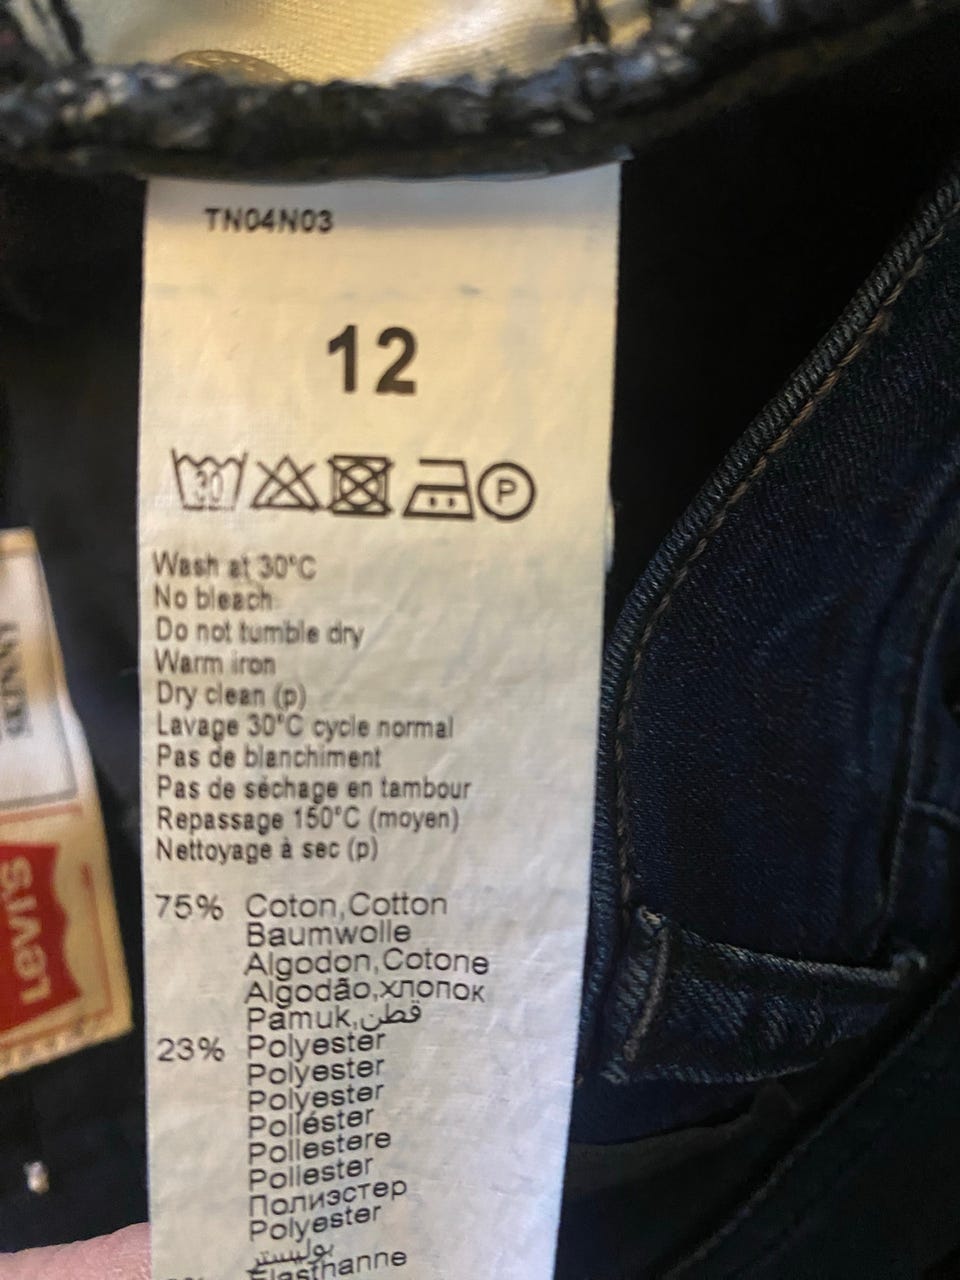 TN04N03
12
30
P
Wash at 30°C
No bleach
Do not tumble dry
Warm iron
Dry clean (p)
Lavage 30°C cycle normal
Pas de blanchiment
Pas de séchage en tambour
Repassage 150°C (moyen)
Nettoyage à sec (p)
75% Coton,Cotton
Baumwolle
Algodon,Cotone
Algodão,хлопок
Pamuk,قطن
23% Polyester
Polyester
Polyester
Poliéster
Poliestere
Poliester
Полиэстер
Polyester
بوليستر
Elasthanne
Levi's